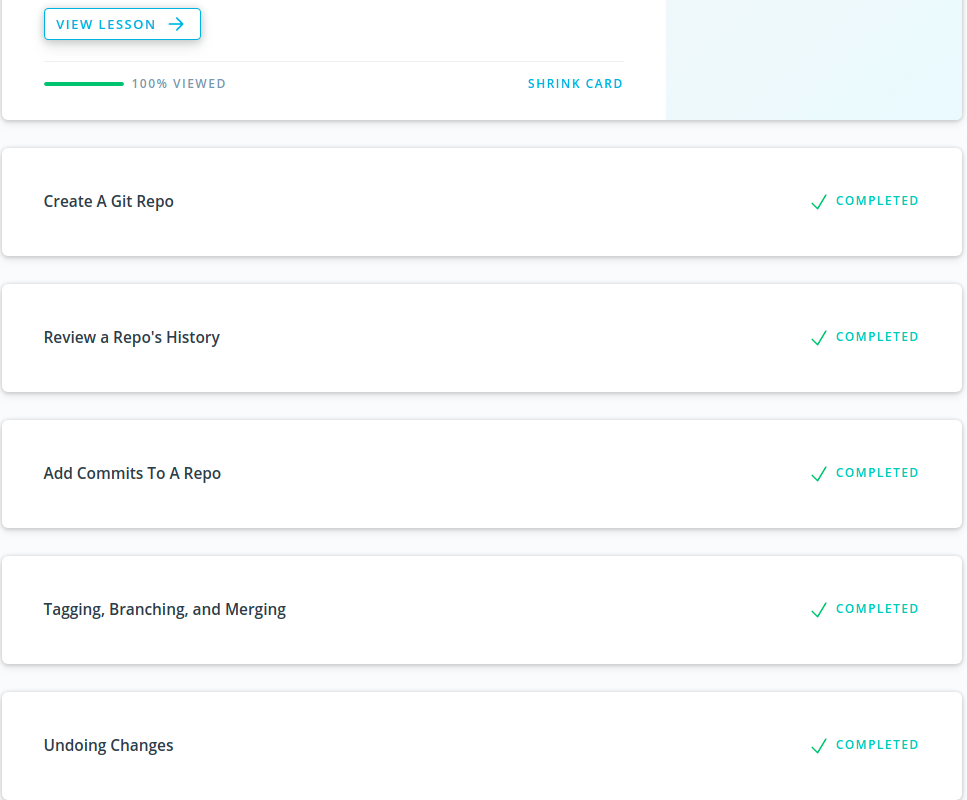 VIEW LESSON
100% VIEWED SHRINK CARD
Create A Git Repo COMPLETED
Review a Repo's History COMPLETED
Add Commits To A Repo COMPLETED
Tagging, Branching, and Merging COMPLETED
Undoing Changes COMPLETED